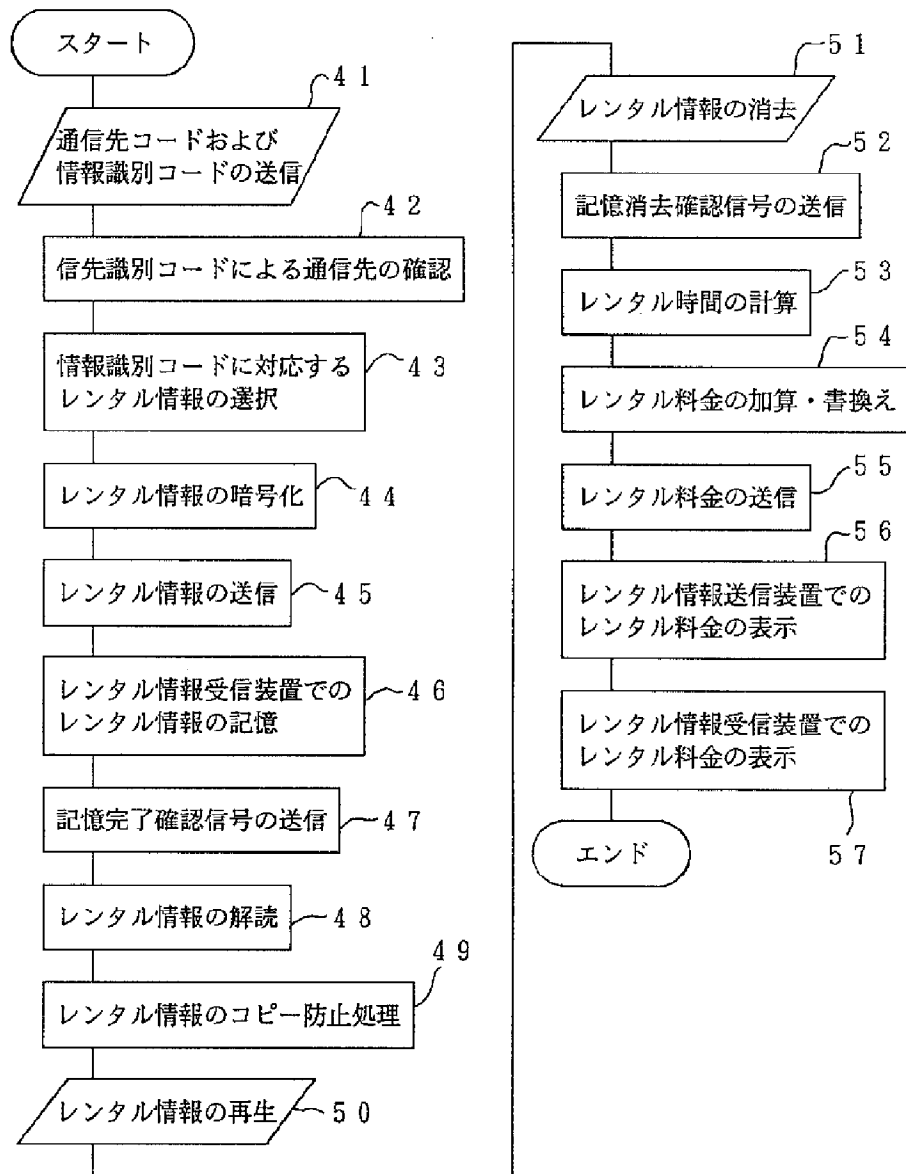 スタート
41
通信先コードおよび
情報識別コードの送信
42
信先識別コードによる通信先の確認
情報識別コードに対応する
レンタル情報の選択
43
レンタル情報の暗号化
44
レンタル情報の送信
45
レンタル情報受信装置での
レンタル情報の記憶
46
記憶完了確認信号の送信
47
レンタル情報の解読
48
49
レンタル情報のコピー防止処理
レンタル情報の再生
50
51
レンタル情報の消去
52
記憶消去確認信号の送信
53
レンタル時間の計算
54
レンタル料金の加算・書換え
55
レンタル料金の送信
56
レンタル情報送信装置での
レンタル料金の表示
レンタル情報受信装置での
レンタル料金の表示
57
エンド